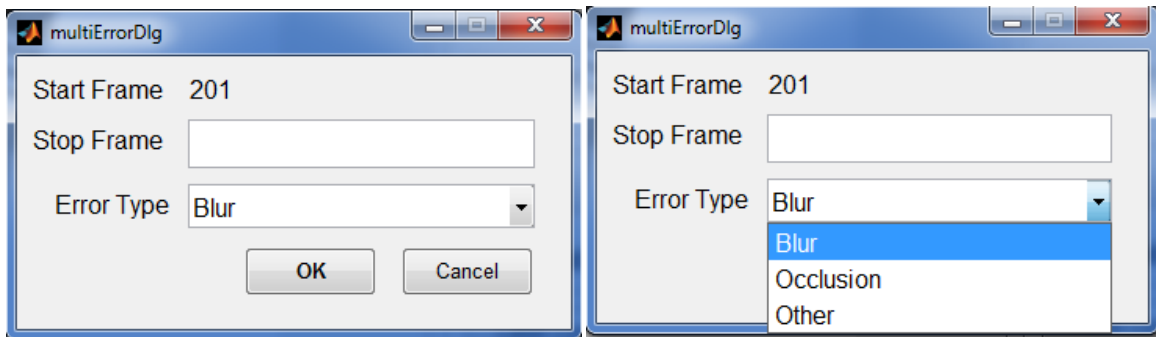 multiErrorDlg
Start Frame 201
Stop Frame
Error Type Blur
OK Cancel
multiErrorDlg
Start Frame 201
Stop Frame
Error Type Blur
Blur
Occlusion
Other